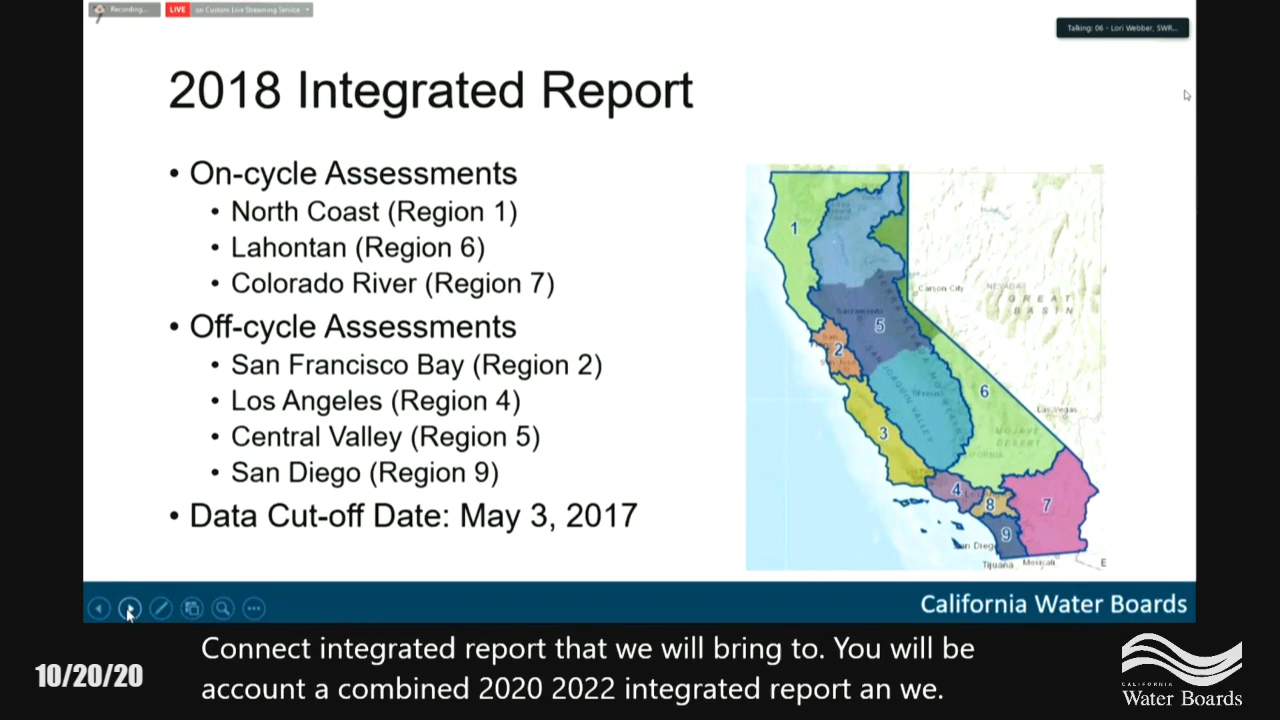 Recording...
LIVE on Custom Live Streaming Service
Talking: 06 - Lori Webber, SWR...
2018 Integrated Report
• On-cycle Assessments
• North Coast (Region 1)
• Lahontan (Region 6)
• Colorado River (Region 7)
• Off-cycle Assessments
• San Francisco Bay (Region 2)
• Los Angeles (Region 4)
• Central Valley (Region 5)
• San Diego (Region 9)
• Data Cut-off Date: May 3, 2017
1
Carson City
NEVADA
GREAT
BASIN
Sacramento
5
2
SAN JOAQUIN VALLEY
Fresno
6
Las Vegas
3
MOJAVE
DESERT
4
8
7
9
San Diego
Tijuana
Mexicali
E
California Water Boards
Connect integrated report that we will bring to. You will be
account a combined 2020 2022 integrated report an we.
10/20/20
CALIFORNIA
Water Boards